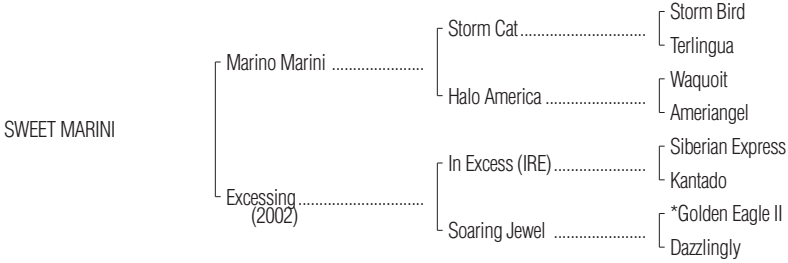 Storm Bird
Storm Cat..............................
Terlingua
Marino Marini ......................
Waquoit
Halo America ........................
Ameriangel
SWEET MARINI
Siberian Express
In Excess (IRE)......................
Kantado
Excessing..............................
(2002)
*Golden Eagle II
Soaring Jewel ......................
Dazzlingly